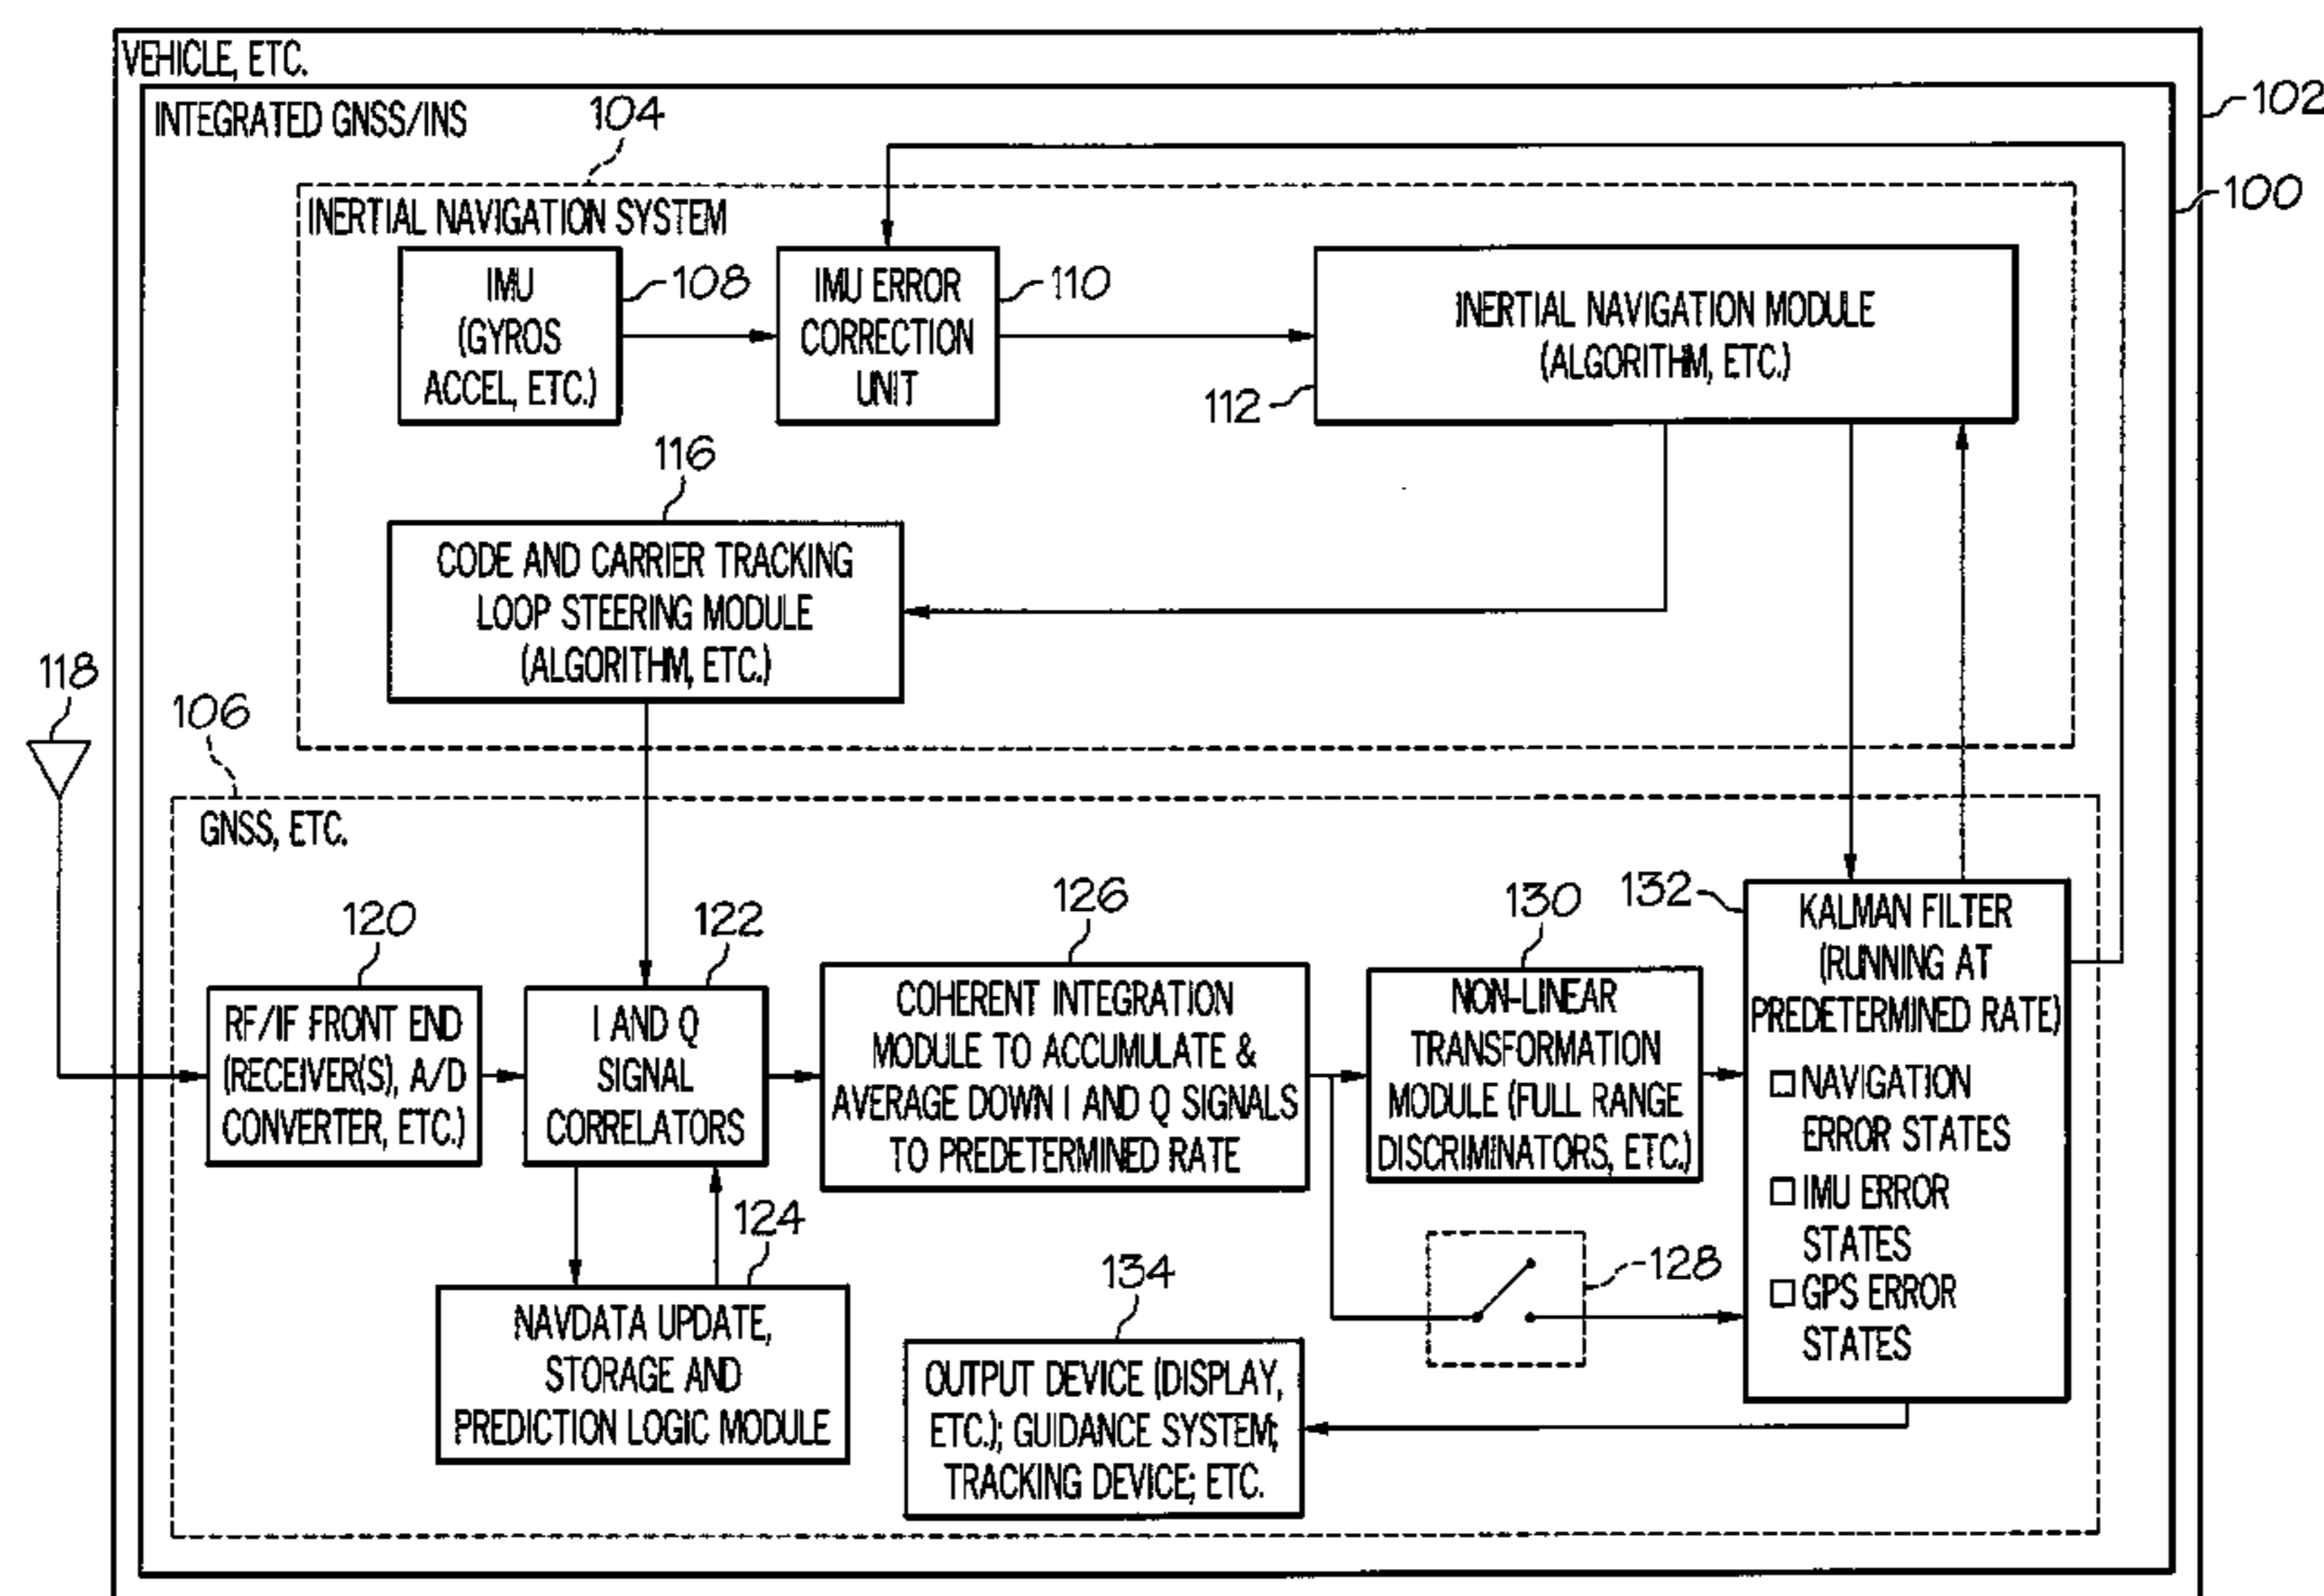 VEHICLE, ETC.
102
INTEGRATED GNSS/INS
104
100
INERTIAL NAVIGATION SYSTEM
IMU
(GYROS
ACCEL, ETC.)
108
IMU ERROR
CORRECTION
UNIT
110
INERTIAL NAVIGATION MODULE
(ALGORITHM, ETC.)
112
116
CODE AND CARRIER TRACKING
LOOP STEERING MODULE
(ALGORITHM, ETC.)
118
106
GNSS, ETC.
120
RF/IF FRONT END
(RECEIVER(S), A/D
CONVERTER, ETC.)
122
I AND Q
SIGNAL
CORRELATORS
126
COHERENT INTEGRATION
MODULE TO ACCUMULATE &
AVERAGE DOWN I AND Q SIGNALS
TO PREDETERMINED RATE
130
NON-LINEAR
TRANSFORMATION
MODULE (FULL RANGE
DISCRIMINATORS, ETC.)
132
KALMAN FILTER
(RUNNING AT
PREDETERMINED RATE)
NAVIGATION
ERROR STATES
IMU ERROR
STATES
GPS ERROR
STATES
124
NAVDATA UPDATE,
STORAGE AND
PREDICTION LOGIC MODULE
128
134
OUTPUT DEVICE (DISPLAY,
ETC.); GUIDANCE SYSTEM;
TRACKING DEVICE; ETC.